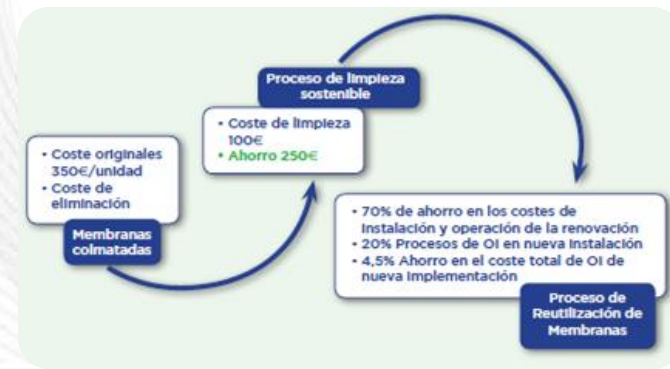 • Coste originales
350€/unidad
• Coste de
eliminación
Membranas
colmatadas
Proceso de limpieza
sostenible
• Coste de limpieza
100€
• Ahorro 250€
• 70% de ahorro en los costes de
instalación y operación de la renovación
• 20% Procesos de OI en nueva instalación
• 4,5% Ahorro en el coste total de OI de
nueva implementación
Proceso de
Reutilización de
Membranas